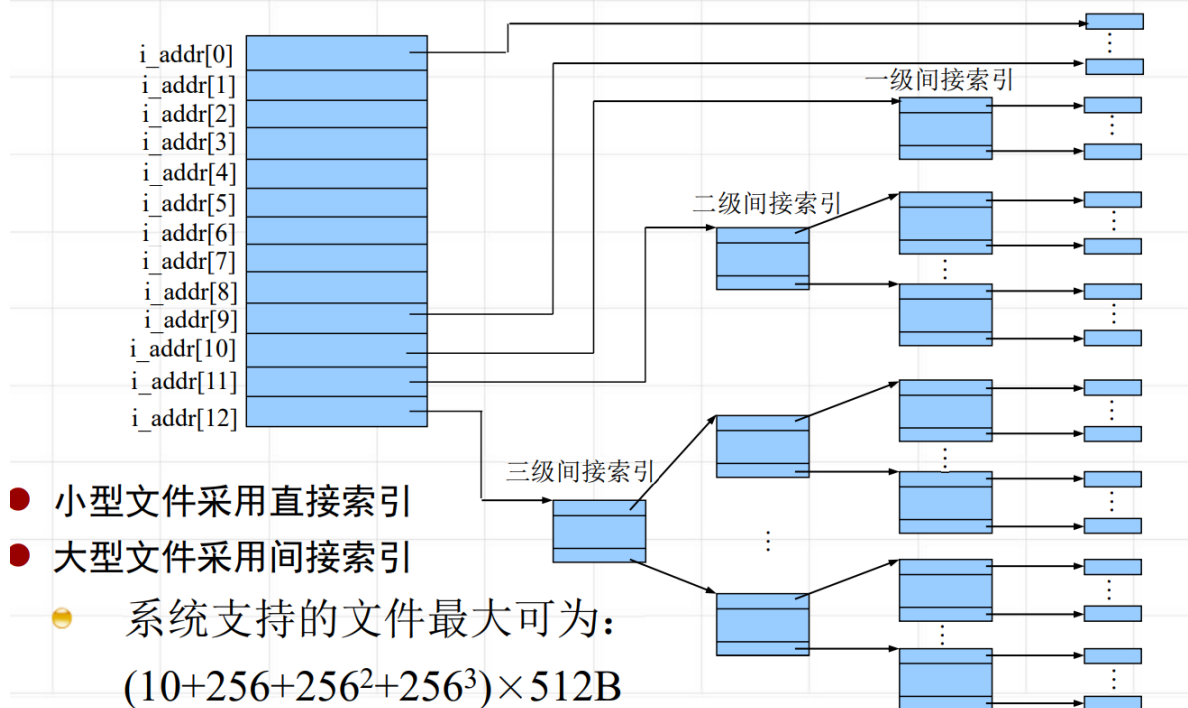 i_addr[0]
i_addr[1]
i_addr[2]
i_addr[3]
i_addr[4]
i_addr[5]
i_addr[6]
i_addr[7]
i_addr[8]
i_addr[9]
i_addr[10]
i_addr[11]
i_addr[12]
一级间接索引
二级间接索引
三级间接索引
小型文件采用直接索引
大型文件采用间接索引
系统支持的文件最大可为：
(10+256+256²+256³)×512B